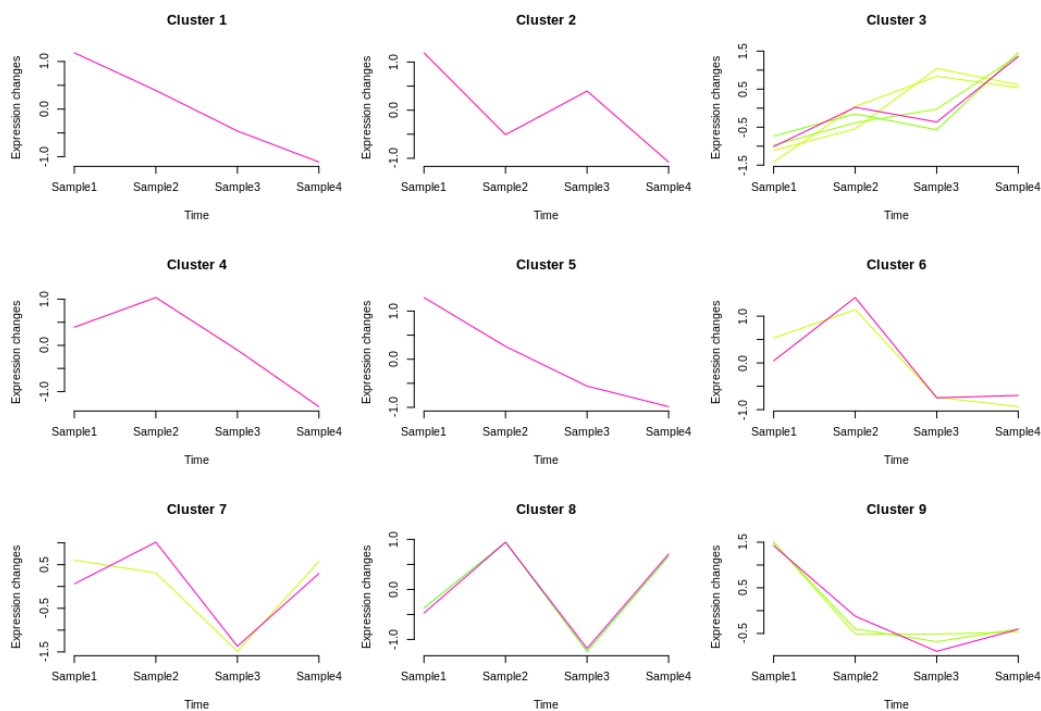 Cluster 1
Expression changes
1.0
0.0
-1.0
Sample1 Sample2 Sample3 Sample4
Time
Cluster 2
Expression changes
1.0
0.0
-1.0
Sample1 Sample2 Sample3 Sample4
Time
Cluster 3
Expression changes
1.5
0.5
-0.5
-1.5
Sample1 Sample2 Sample3 Sample4
Time
Cluster 4
Expression changes
1.0
0.0
-1.0
Sample1 Sample2 Sample3 Sample4
Time
Cluster 5
Expression changes
1.0
0.0
-1.0
Sample1 Sample2 Sample3 Sample4
Time
Cluster 6
Expression changes
1.0
0.0
-1.0
Sample1 Sample2 Sample3 Sample4
Time
Cluster 7
Expression changes
0.5
-0.5
-1.5
Sample1 Sample2 Sample3 Sample4
Time
Cluster 8
Expression changes
1.0
0.0
-1.0
Sample1 Sample2 Sample3 Sample4
Time
Cluster 9
Expression changes
1.5
0.5
-0.5
Sample1 Sample2 Sample3 Sample4
Time